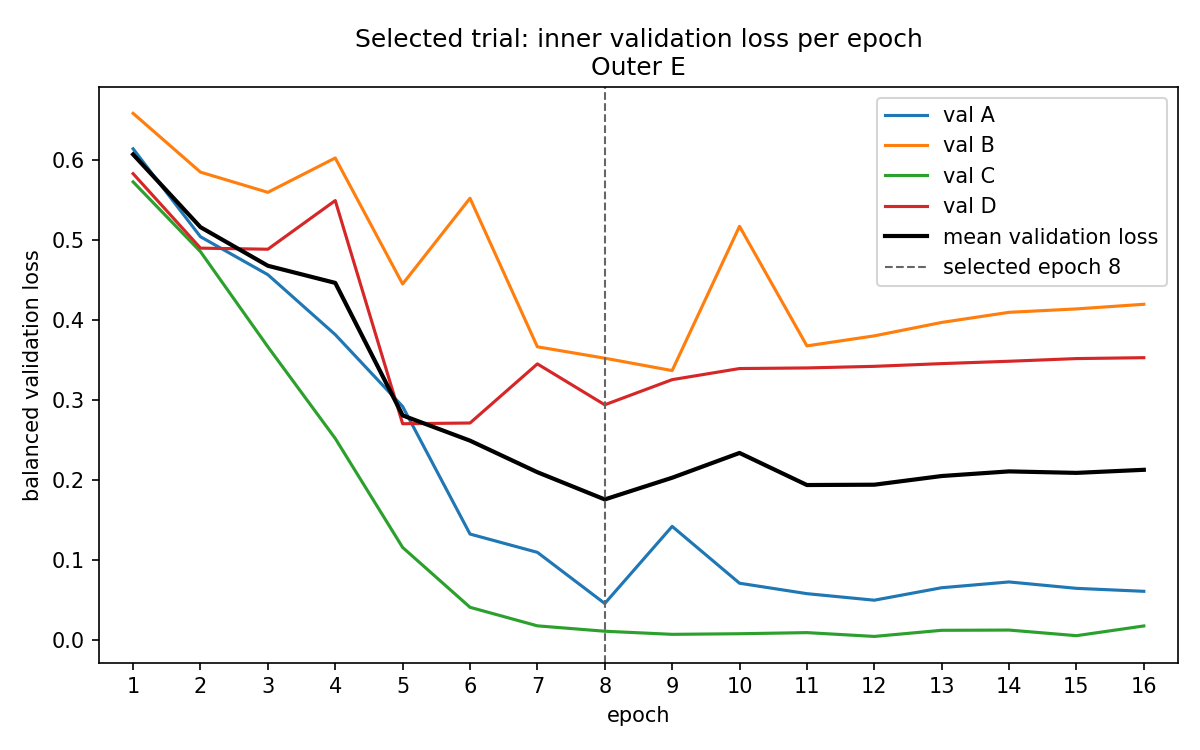 Selected trial: inner validation loss per epoch
Outer E
val A
val B
val C
val D
mean validation loss
selected epoch 8
balanced validation loss
0.6
0.5
0.4
0.3
0.2
0.1
0.0
1 2 3 4 5 6 7 8 9 10 11 12 13 14 15 16
epoch